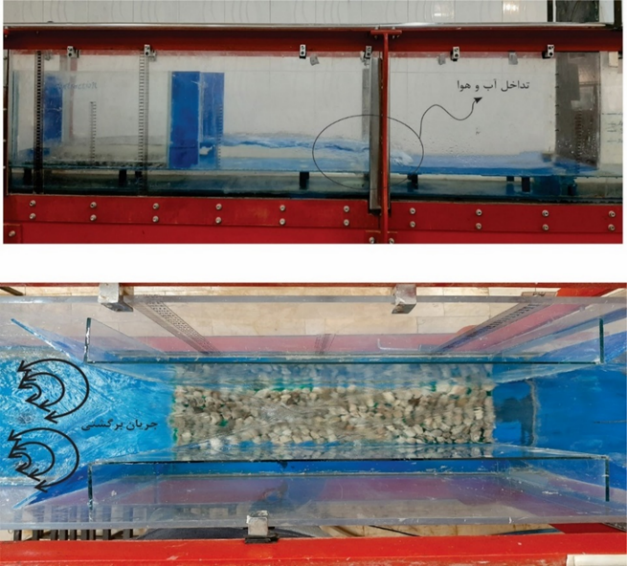 تداخل آب و هوا
جریان برگشتی